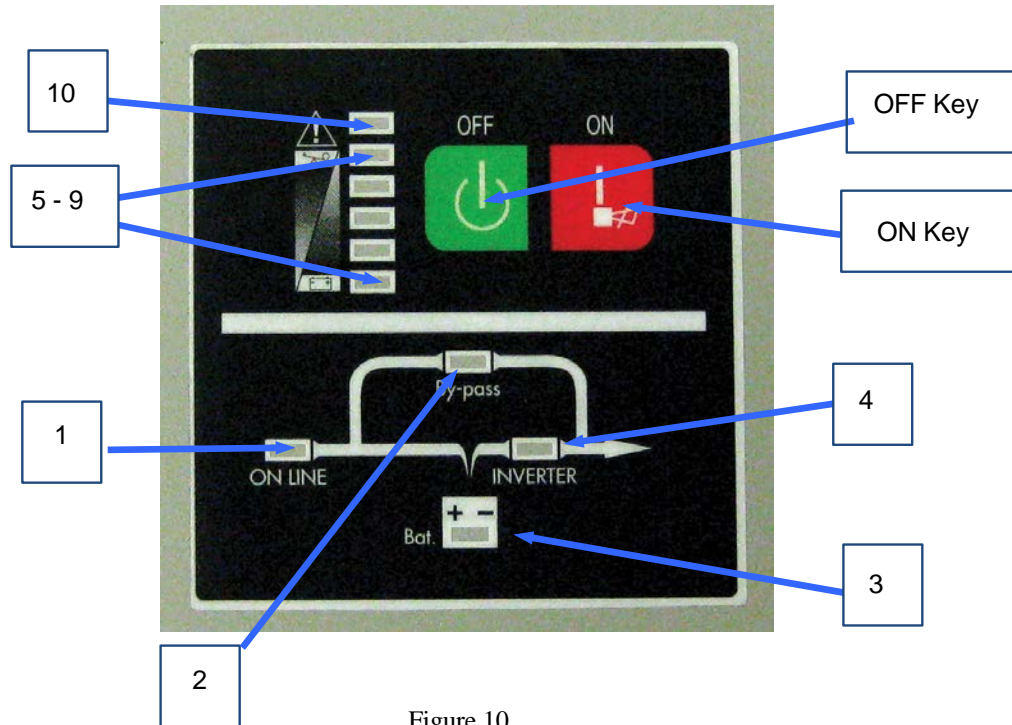 10
OFF
ON
OFF Key
5 - 9
ON Key
By-pass
4
1
ON LINE
INVERTER
+ -
Bat.
3
2
Figure 10